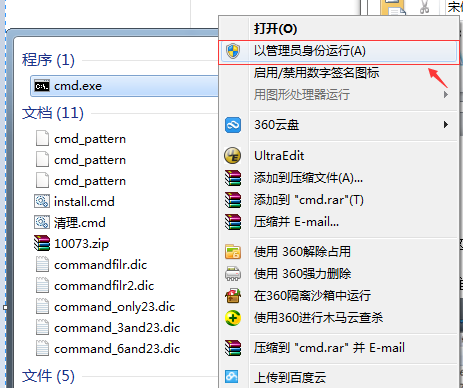 宋体
程序 (1)
cmd.exe
文档 (11)
cmd_pattern
cmd_pattern
cmd_pattern
install.cmd
清理.cmd
10073.zip
commandfilr.dic
commandfilr2.dic
command_only23.dic
command_3and23.dic
command_6and23.dic
文件 (5)
打开(O)
以管理员身份运行(A)
启用/禁用数字签名图标
用图形处理器运行
360云盘
UltraEdit
添加到压缩文件(A)...
添加到 "cmd.rar"(T)
压缩并 E-mail...
使用 360解除占用
使用 360强力删除
在360隔离沙箱中运行
使用360进行木马云查杀
压缩到 "cmd.rar" 并 E-mail
上传到百度云